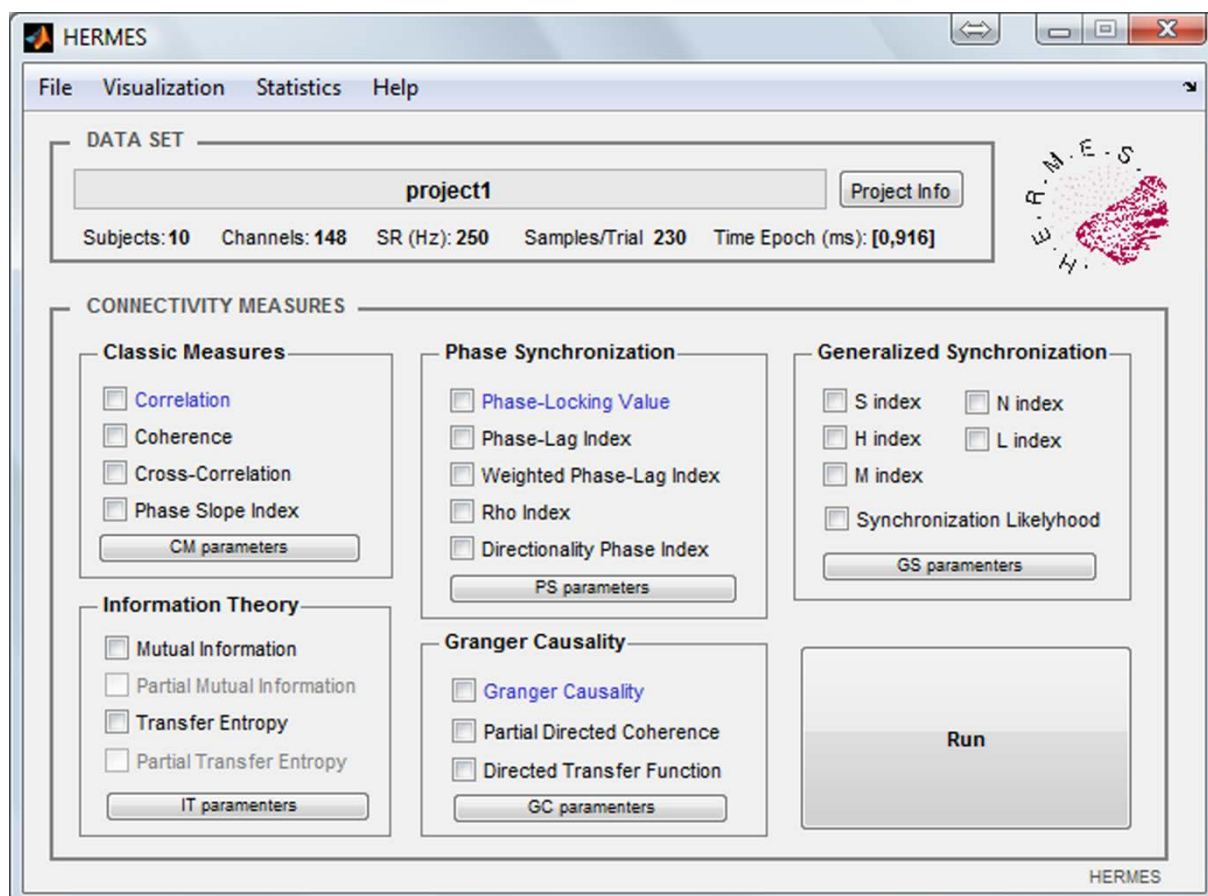 HERMES
File Visualization Statistics Help
DATA SET
project1
Project Info
Subjects: 10 Channels: 148 SR (Hz): 250 Samples/Trial 230 Time Epoch (ms): [0,916]
H.E.R.M.E.S.
CONNECTIVITY MEASURES
Classic Measures
Correlation
Coherence
Cross-Correlation
Phase Slope Index
CM parameters
Phase Synchronization
Phase-Locking Value
Phase-Lag Index
Weighted Phase-Lag Index
Rho Index
Directionality Phase Index
PS parameters
Generalized Synchronization
S index N index
H index L index
M index
Synchronization Likelyhood
GS paramenters
Information Theory
Mutual Information
Partial Mutual Information
Transfer Entropy
Partial Transfer Entropy
IT paramenters
Granger Causality
Granger Causality
Partial Directed Coherence
Directed Transfer Function
GC paramenters
Run
HERMES